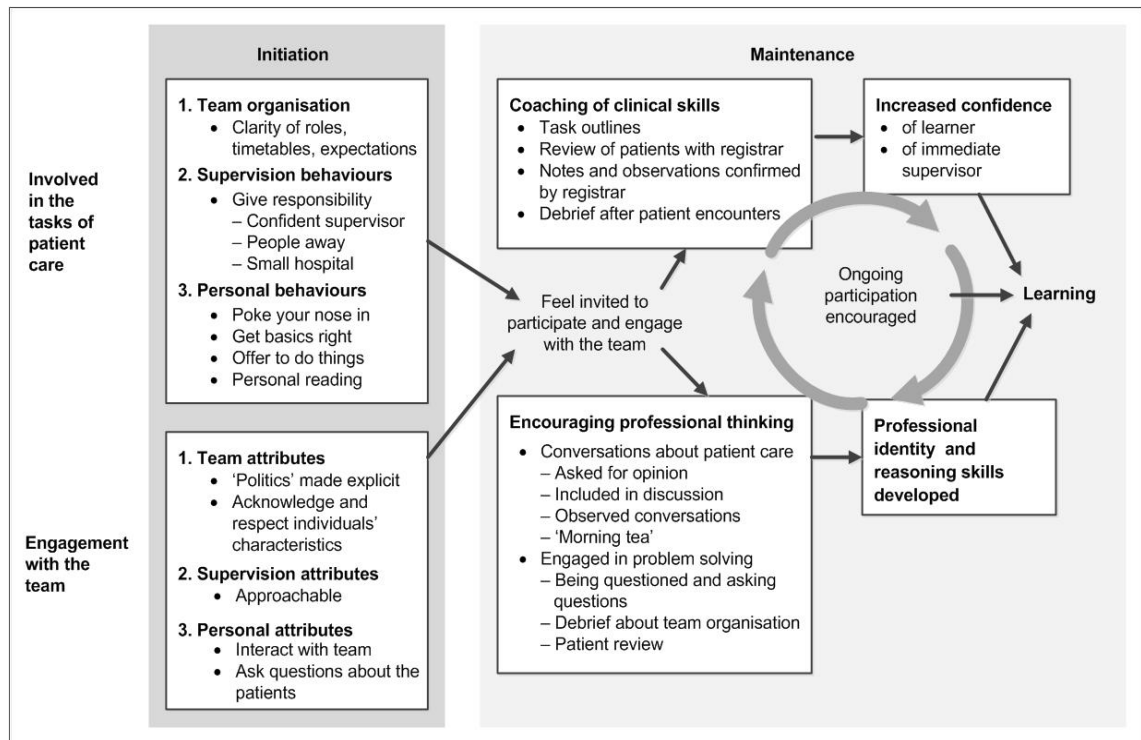 Initiation
Maintenance
Involved
in the
tasks of
patient
care
1. Team organisation
• Clarity of roles,
timetables, expectations
2. Supervision behaviours
• Give responsibility
– Confident supervisor
– People away
– Small hospital
3. Personal behaviours
• Poke your nose in
• Get basics right
• Offer to do things
• Personal reading
Engagement
with the
team
1. Team attributes
• ‘Politics’ made explicit
• Acknowledge and
respect individuals’
characteristics
2. Supervision attributes
• Approachable
3. Personal attributes
• Interact with team
• Ask questions about the
patients
Feel invited to
participate and engage
with the team
Coaching of clinical skills
• Task outlines
• Review of patients with registrar
• Notes and observations confirmed
by registrar
• Debrief after patient encounters
Increased confidence
• of learner
• of immediate
supervisor
Ongoing
participation
encouraged
Learning
Encouraging professional thinking
• Conversations about patient care
– Asked for opinion
– Included in discussion
– Observed conversations
– ‘Morning tea’
• Engaged in problem solving
– Being questioned and asking
questions
– Debrief about team organisation
– Patient review
Professional
identity and
reasoning skills
developed